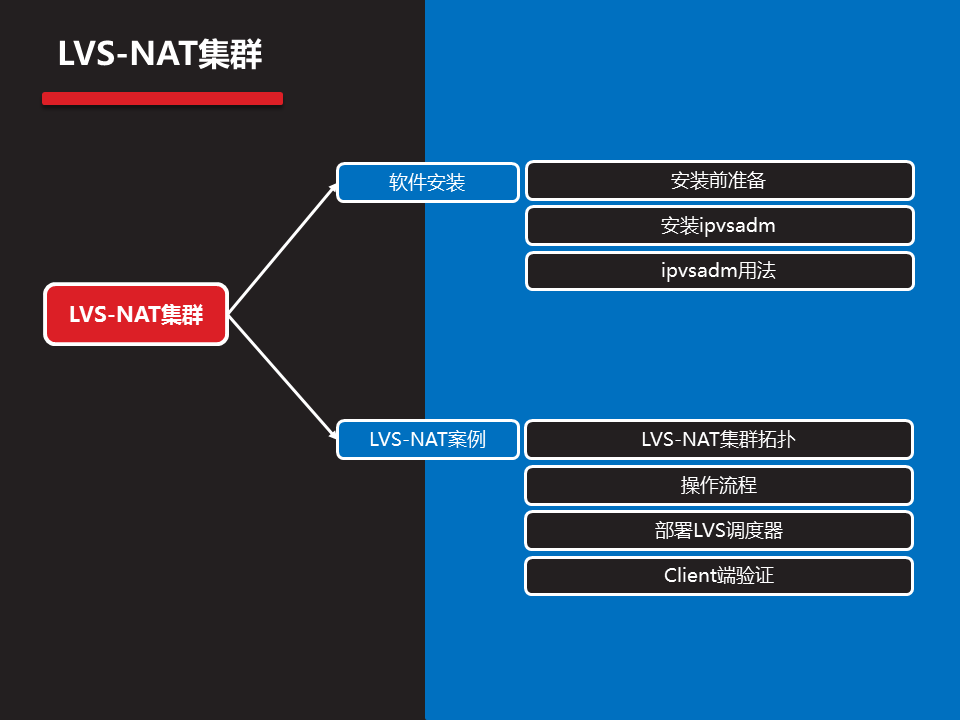 LVS-NAT集群
LVS-NAT集群
软件安装
安装前准备
安装ipvsadm
ipvsadm用法
LVS-NAT案例
LVS-NAT集群拓扑
操作流程
部署LVS调度器
Client端验证